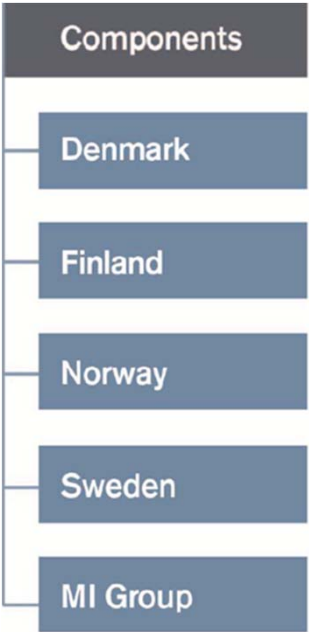 Components
Denmark
Finland
Norway
Sweden
MI Group